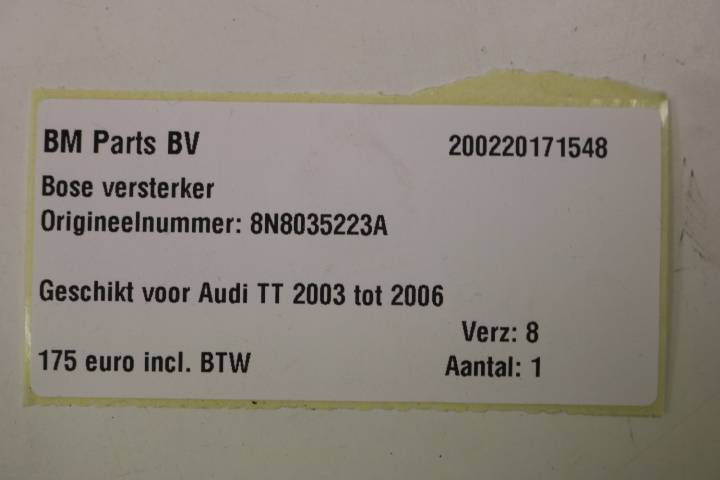 BM Parts BV 200220171548
Bose versterker
Origineelnummer: 8N8035223A
Geschikt voor Audi TT 2003 tot 2006
Verz: 8
175 euro incl. BTW Aantal: 1